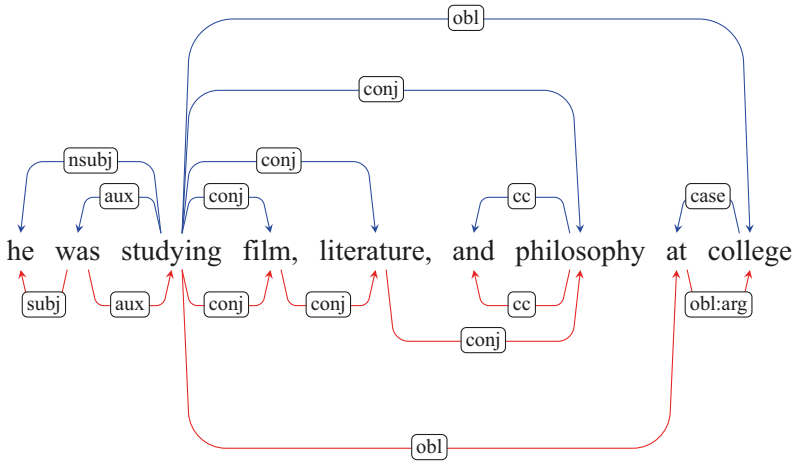 obl
conj
nsubj conj
aux conj cc case
he was studying film, literature, and philosophy at college
subj aux conj conj cc obl:arg
conj
obl